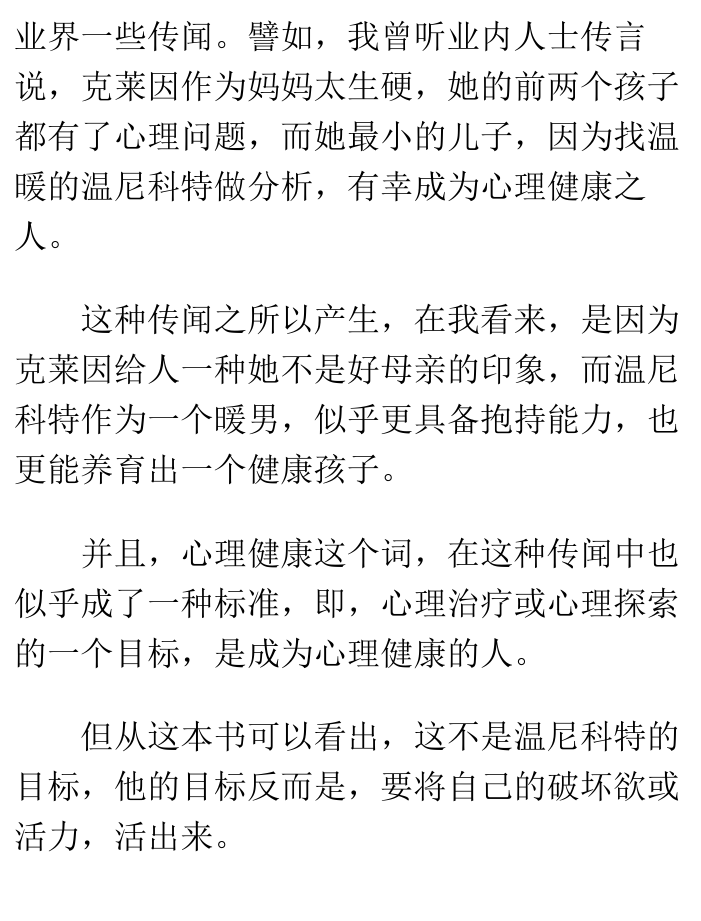 业界一些传闻。譬如，我曾听业内人士传言
说，克莱因作为妈妈太生硬，她的前两个孩子
都有了心理问题，而她最小的儿子，因为找温
暖的温尼科特做分析，有幸成为心理健康之
人。
这种传闻之所以产生，在我看来，是因为
克莱因给人一种她不是好母亲的印象，而温尼
科特作为一个暖男，似乎更具备抱持能力，也
更能养育出一个健康孩子。
并且，心理健康这个词，在这种传闻中也
似乎成了一种标准，即，心理治疗或心理探索
的一个目标，是成为心理健康的人。
但从这本书可以看出，这不是温尼科特的
目标，他的目标反而是，要将自己的破坏欲或
活力，活出来。